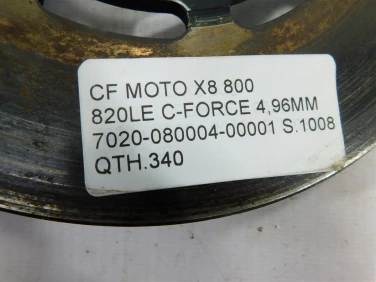 CF MOTO X8 800
820LE C-FORCE 4,96MM
7020-080004-00001 S.1008
QTH.340